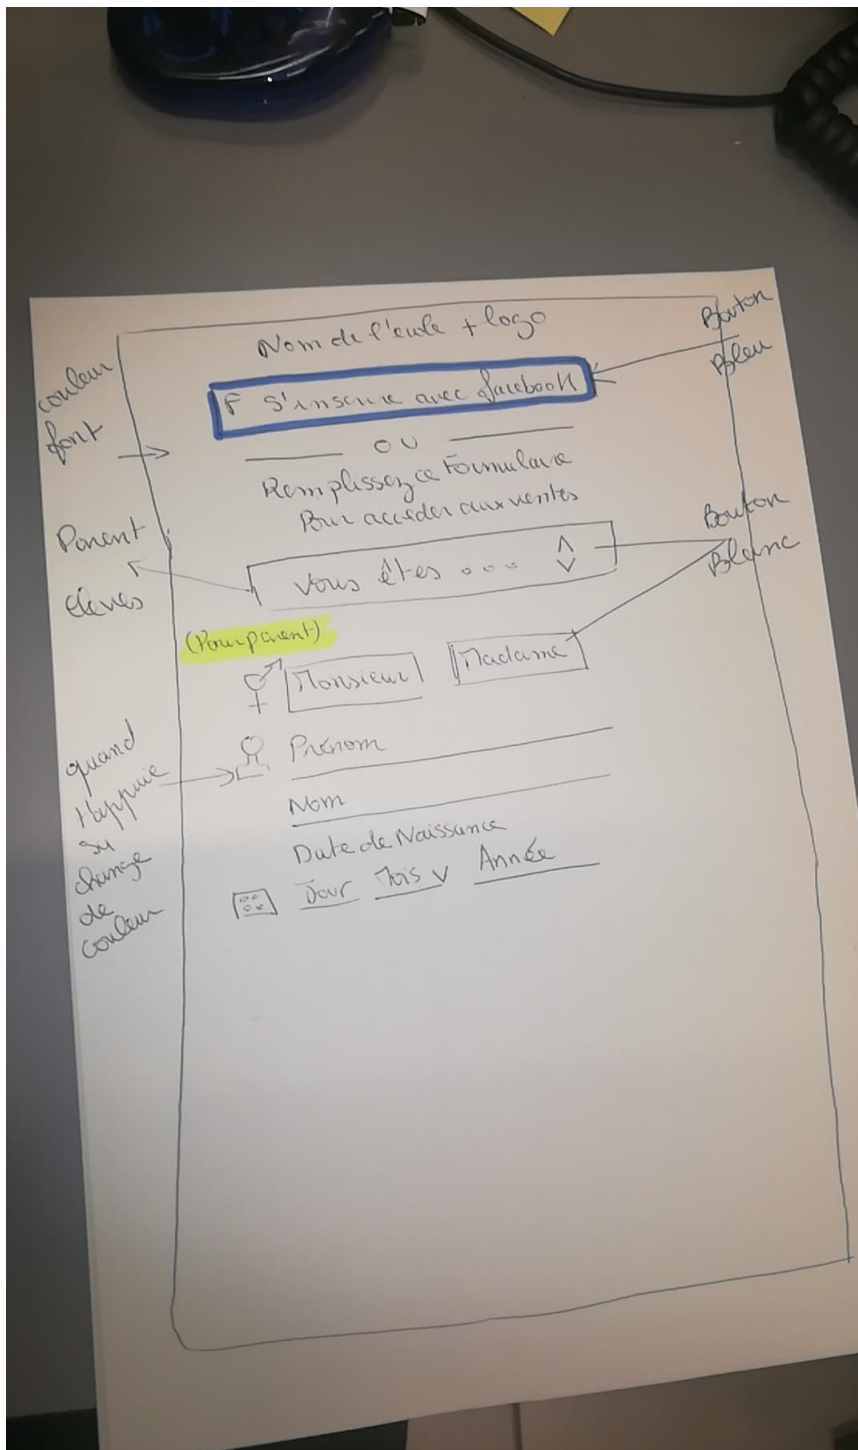 Nom de l'école + logo
Bouton
Bleu
F S'inscrire avec facebook
couleur
font
OU
Remplissez ce Formulaire
Pour accéder aux ventes
Bouton
Blanc
Parent
élèves
Vous êtes ...
(Pour parent)
Monsieur
Madame
Prénom
quand
t'appuie
su
change
de
couleur
Nom
Date de Naissance
Jour Mois v Année